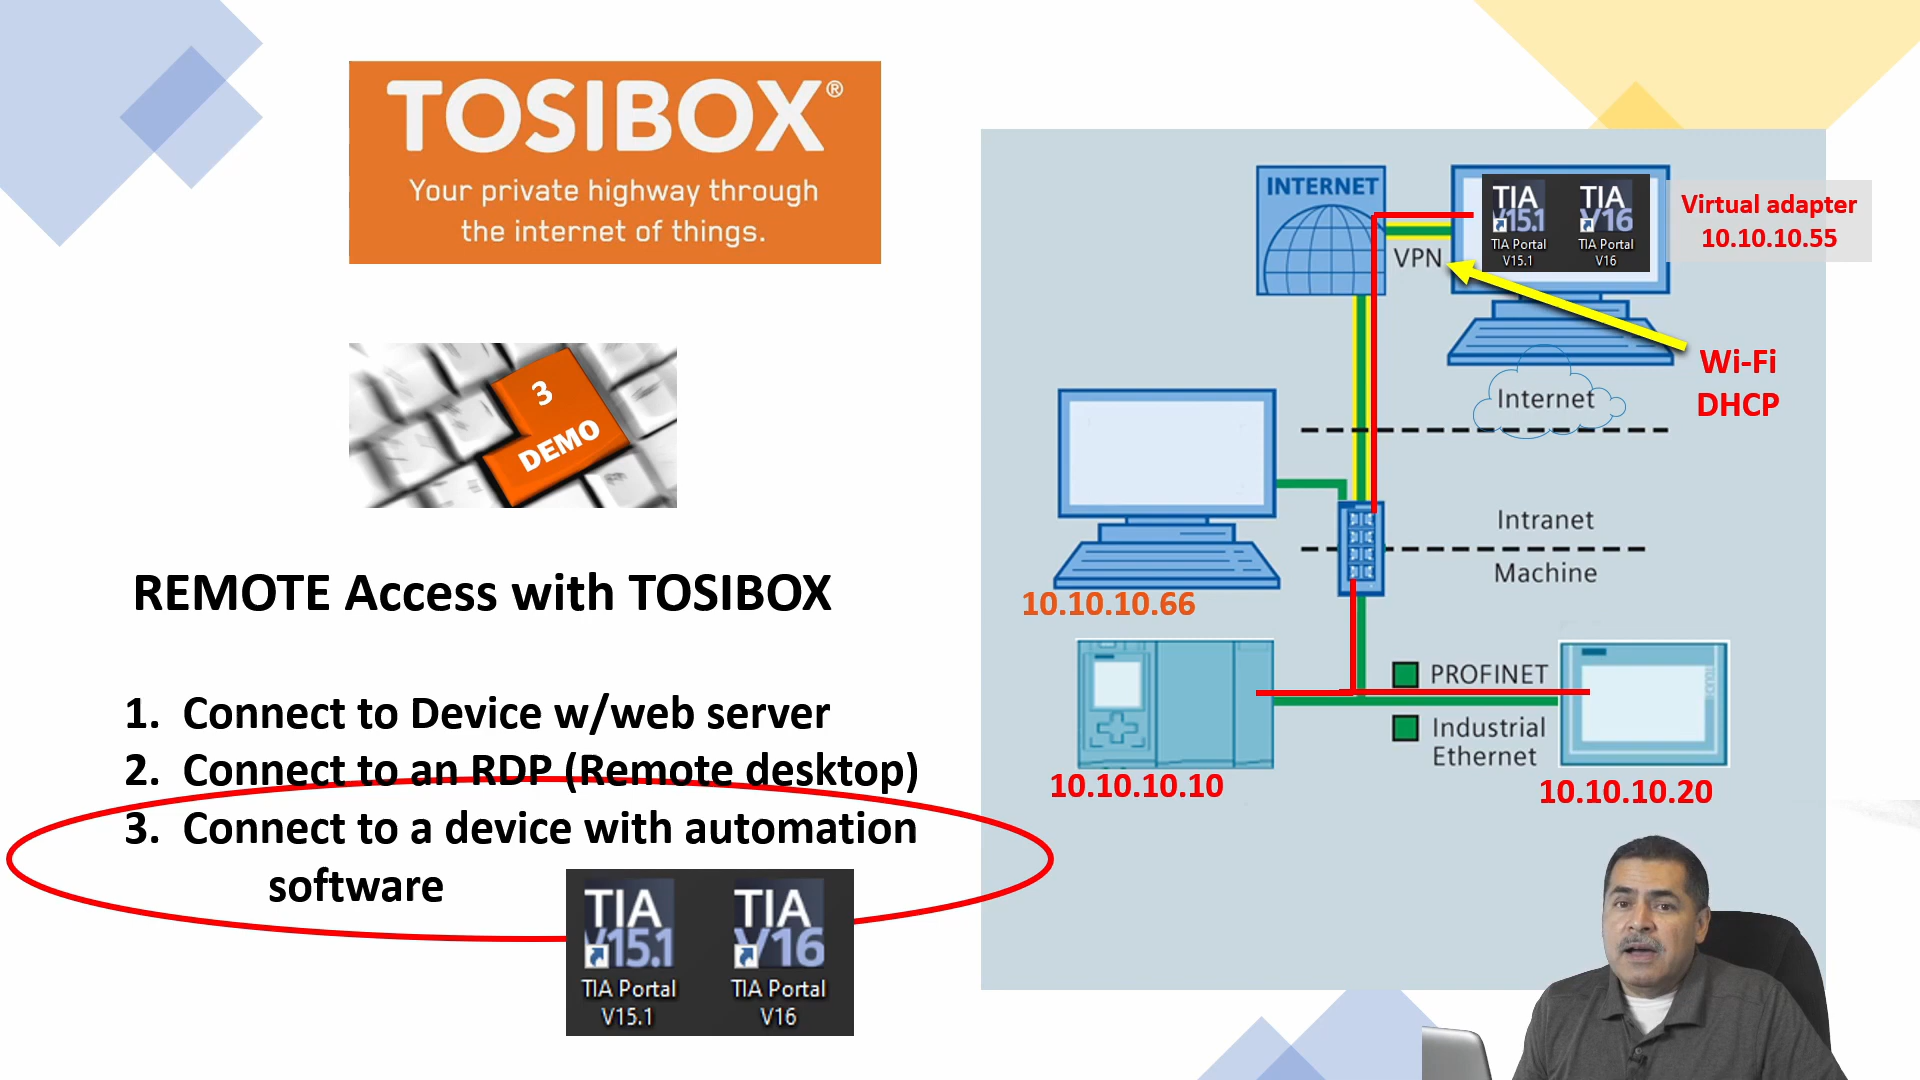 TOSIBOX®
Your private highway through
the internet of things.
3
DEMO
REMOTE Access with TOSIBOX
1. Connect to Device w/web server
2. Connect to an RDP (Remote desktop)
3. Connect to a device with automation
software
TIA
V15.1
TIA Portal
V15.1
TIA
V16
TIA Portal
V16
INTERNET
VPN
TIA
V15.1
TIA Portal
V15.1
TIA
V16
TIA Portal
V16
Virtual adapter
10.10.10.55
Wi-Fi
DHCP
Internet
Intranet
Machine
10.10.10.66
PROFINET
Industrial
Ethernet
10.10.10.10
10.10.10.20